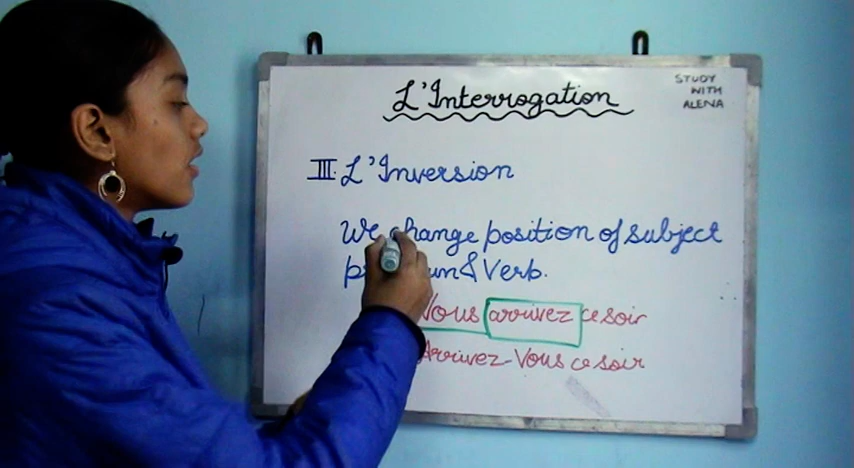 L'Interrogation
STUDY
WITH
ALENA
III. L'Inversion
We change position of subject
& Verb.
Vous arrivez ce soir
Arrivez-Vous ce soir